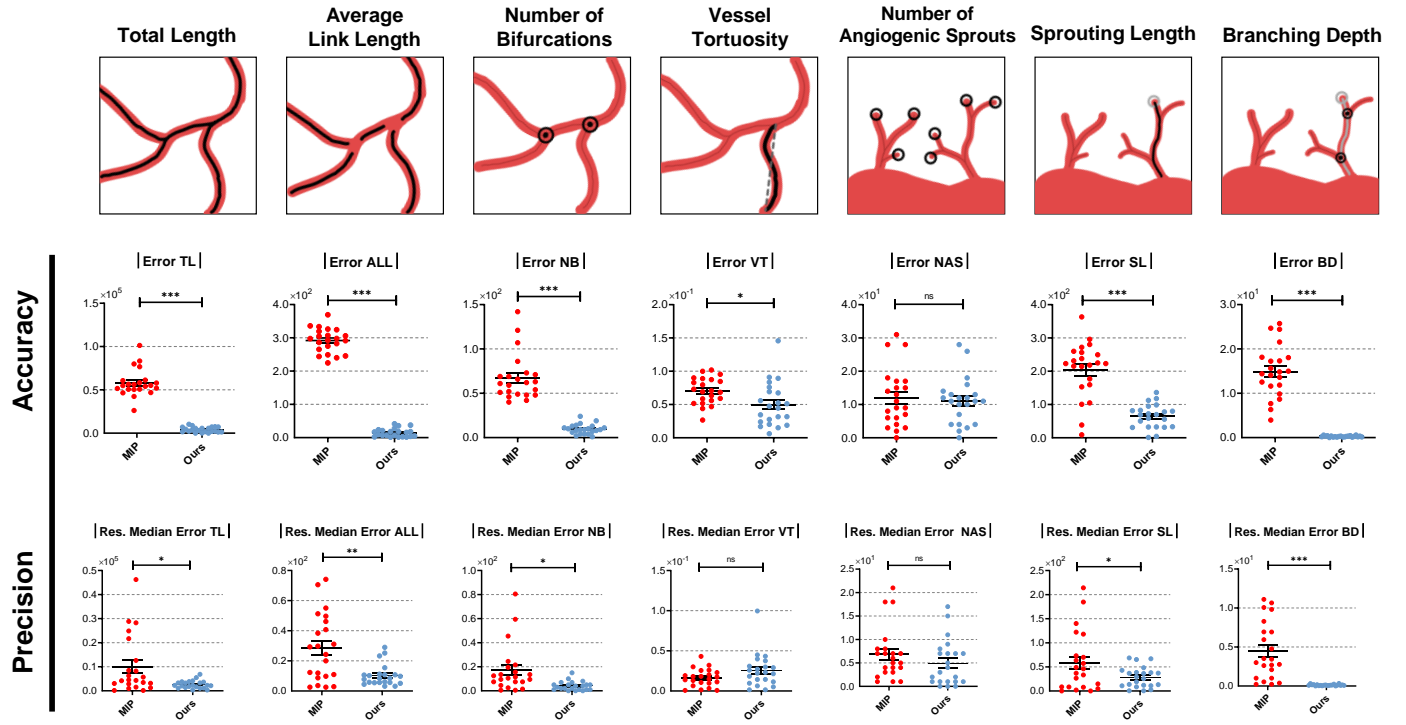 Total Length
Average
Link Length
Number of
Bifurcations
Vessel
Tortuosity
Number of
Angiogenic Sprouts
Sprouting Length
Branching Depth
Accuracy
|Error TL|
×10^5
1.5
1.0
0.5
0.0
***
MIP
Ours
|Error ALL|
×10^2
4.0
3.0
2.0
1.0
0.0
***
MIP
Ours
|Error NB|
×10^2
1.5
1.0
0.5
0.0
***
MIP
Ours
|Error VT|
×10^-1
2.0
1.5
1.0
0.5
0.0
*
MIP
Ours
|Error NAS|
×10^1
4.0
3.0
2.0
1.0
0.0
ns
MIP
Ours
|Error SL|
×10^2
4.0
3.0
2.0
1.0
0.0
***
MIP
Ours
|Error BD|
×10^1
3.0
2.0
1.0
0.0
***
MIP
Ours
Precision
|Res. Median Error TL|
×10^5
0.5
0.4
0.3
0.2
0.1
0.0
*
MIP
Ours
|Res. Median Error ALL|
×10^2
0.8
0.6
0.4
0.2
0.0
**
MIP
Ours
|Res. Median Error NB|
×10^2
1.0
0.8
0.6
0.4
0.2
0.0
*
MIP
Ours
|Res. Median Error VT|
×10^-1
1.5
1.0
0.5
0.0
ns
MIP
Ours
|Res. Median Error NAS|
×10^1
2.5
2.0
1.5
1.0
0.5
0.0
ns
MIP
Ours
|Res. Median Error SL|
×10^2
2.5
2.0
1.5
1.0
0.5
0.0
*
MIP
Ours
|Res. Median Error BD|
×10^1
1.5
1.0
0.5
0.0
***
MIP
Ours